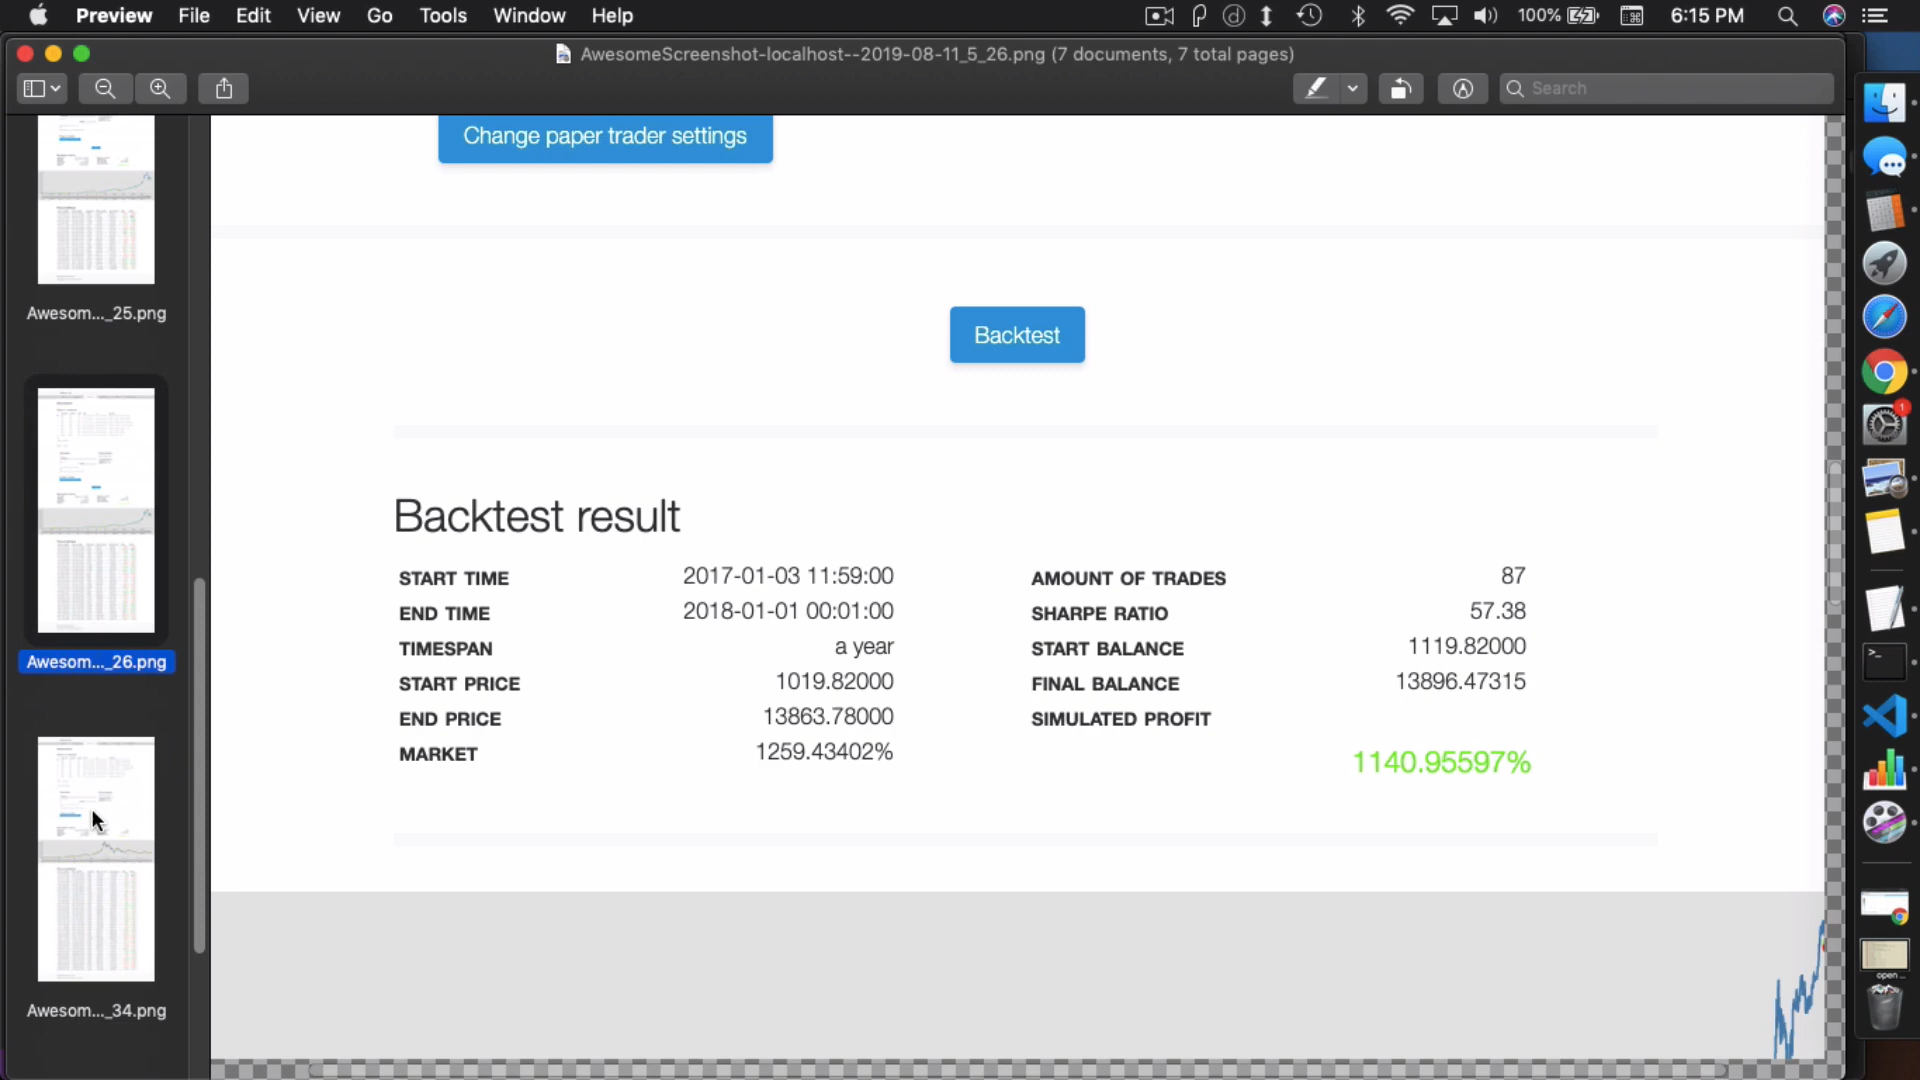 Preview File Edit View Go Tools Window Help 100% 6:15 PM
AwesomeScreenshot-localhost--2019-08-11_5_26.png (7 documents, 7 total pages)
Search
Awesom..._25.png
Awesom..._26.png
Awesom..._34.png
Change paper trader settings
Backtest
Backtest result
START TIME 2017-01-03 11:59:00
END TIME 2018-01-01 00:01:00
TIMESPAN a year
START PRICE 1019.82000
END PRICE 13863.78000
MARKET 1259.43402%
AMOUNT OF TRADES 87
SHARPE RATIO 57.38
START BALANCE 1119.82000
FINAL BALANCE 13896.47315
SIMULATED PROFIT
1140.95597%
1
open ...